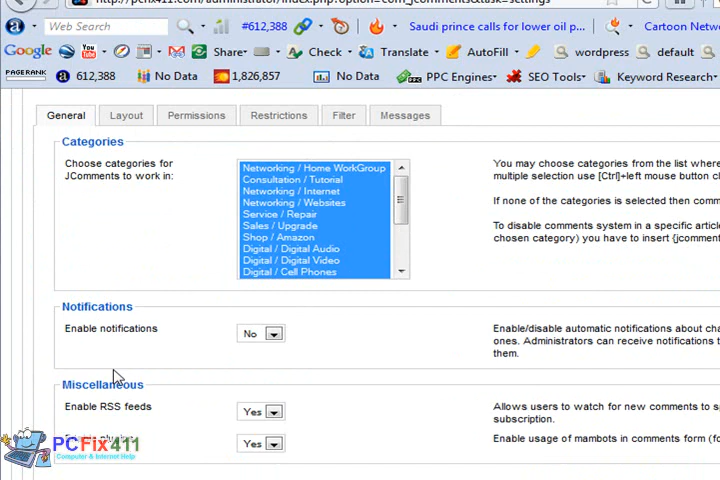 http://pcfix411.com/administrator/index.php?option=com_jcomments&task=settings
Web Search #612,388 Saudi prince calls for lower oil p... Cartoon Netw
Google Share Check Translate AutoFill wordpress default
PAGERANK 612,388 No Data 1,826,857 PPC Engines SEO Tools Keyword Research
General Layout Permissions Restrictions Filter Messages
Categories
Choose categories for
JComments to work in:
Networking / Home WorkGroup
Consultation / Tutorial
Networking / Internet
Networking / Websites
Service / Repair
Sales / Upgrade
Shop / Amazon
Digital / Digital Audio
Digital / Digital Video
Digital / Cell Phones
You may choose categories from the list where
multiple selection use [Ctrl]+left mouse button cl
If none of the categories is selected then comm
To disable comments system in a specific article
chosen category) you have to insert {jcomment
Notifications
Enable notifications No
Enable/disable automatic notifications about cha
ones. Administrators can receive notifications t
them.
Miscellaneous
Enable RSS feeds Yes
Allows users to watch for new comments to sp
subscription.
Yes
Enable usage of mambots in comments form (fo
PCFix411
Computer & Internet Help